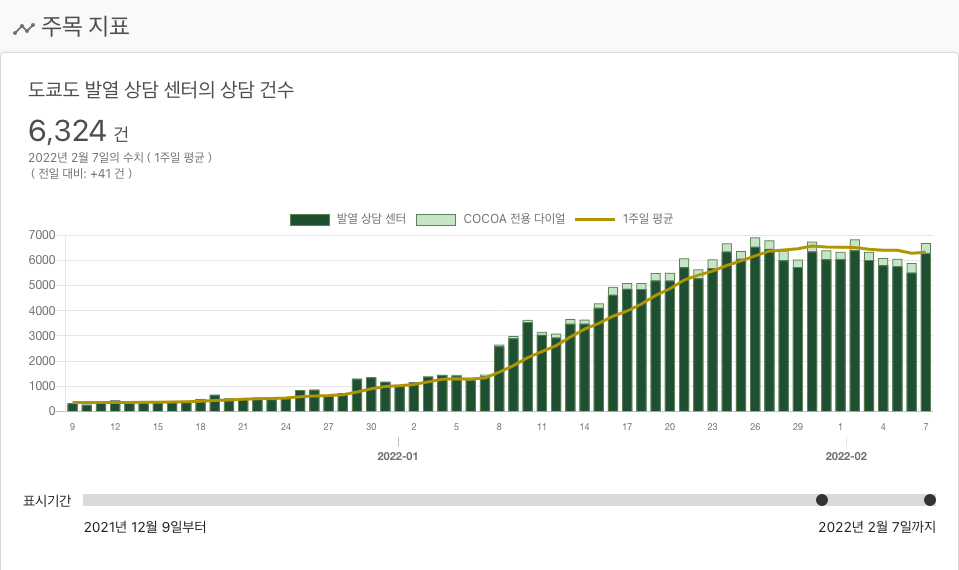 주목 지표
도쿄도 발열 상담 센터의 상담 건수
6,324 건
2022년 2월 7일의 수치 ( 1주일 평균 )
( 전일 대비: +41 건 )
발열 상담 센터 COCOA 전용 다이얼 1주일 평균
7000
6000
5000
4000
3000
2000
1000
0
9 12 15 18 21 24 27 30 2 5 8 11 14 17 20 23 26 29 1 4 7
2022-01 2022-02
표시기간
2021년 12월 9일부터 2022년 2월 7일까지